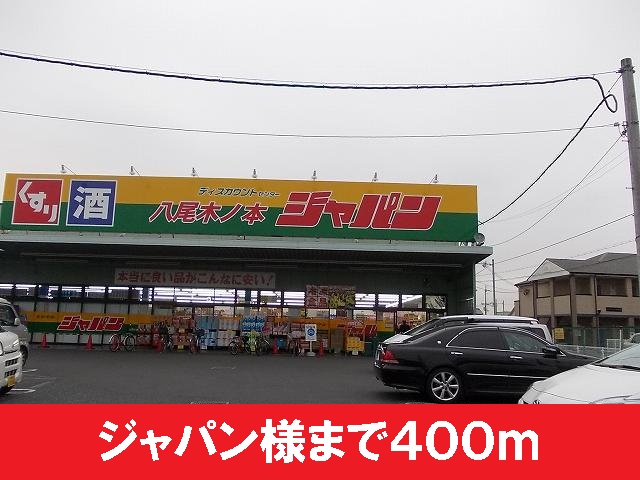 くすり
酒
ディスカウントセンター
八尾木ノ本 ジャパン
本当に良い品がこんなに安い!
ジャパン
ジャパン様まで400m